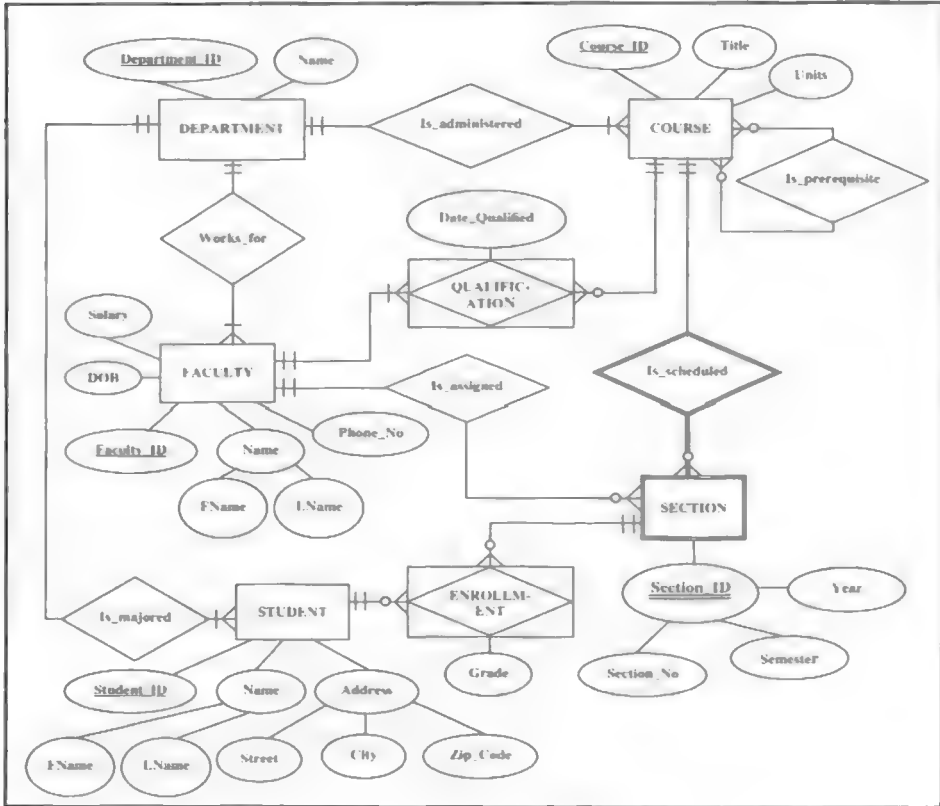 Department_ID
Name
Course_ID
Title
Units
DEPARTMENT
Is_administered
COURSE
Is_prerequisite
Works_for
Date_Qualified
QUALIFIC-
ATION
Salary
FACULTY
DOB
Is_assigned
Is_scheduled
Faculty_ID
Name
Phone_No
FName
LName
SECTION
Is_majored
STUDENT
ENROLLM-
ENT
Section_ID
Year
Grade
Section_No
Semester
Student_ID
Name
Address
FName
LName
Street
City
Zip_Code